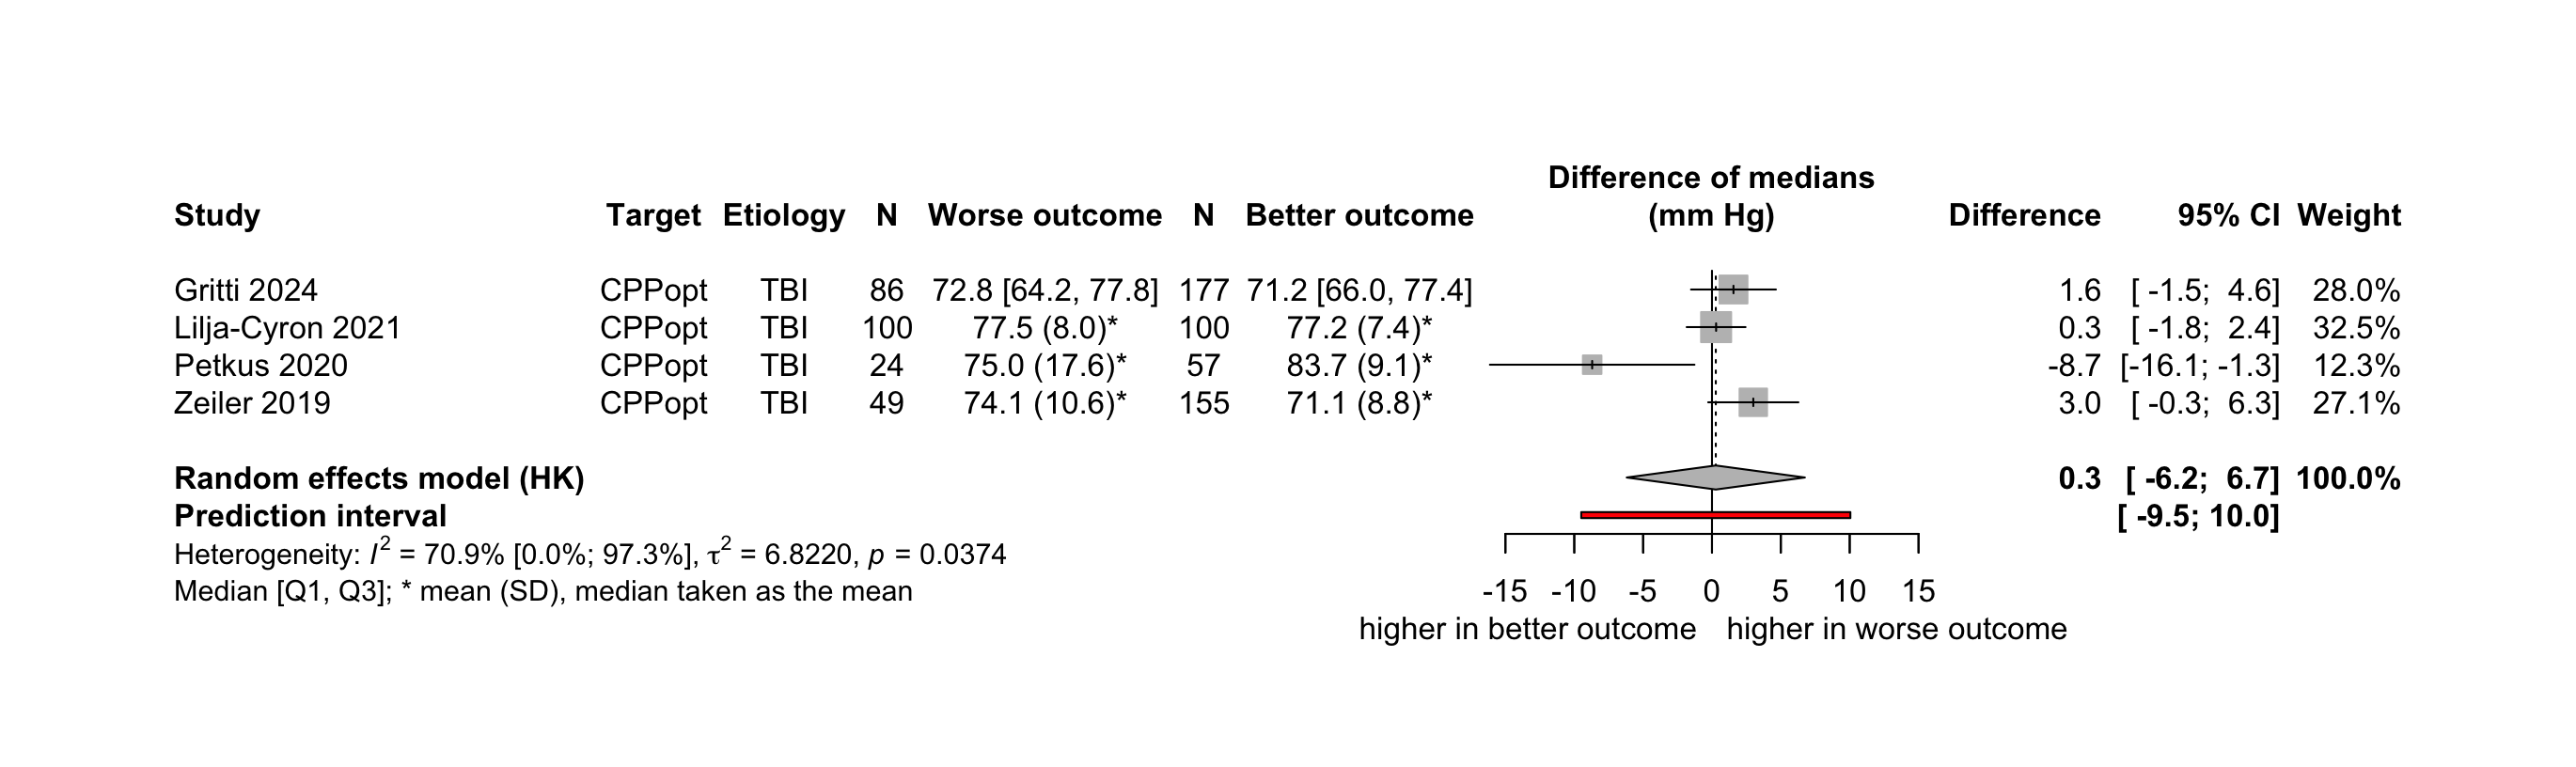 Difference of medians
Study Target Etiology N Worse outcome N Better outcome (mm Hg) Difference 95% CI Weight
Gritti 2024 CPPopt TBI 86 72.8 [64.2, 77.8] 177 71.2 [66.0, 77.4] 1.6 [ -1.5; 4.6] 28.0%
Lilja-Cyron 2021 CPPopt TBI 100 77.5 (8.0)* 100 77.2 (7.4)* 0.3 [ -1.8; 2.4] 32.5%
Petkus 2020 CPPopt TBI 24 75.0 (17.6)* 57 83.7 (9.1)* -8.7 [-16.1; -1.3] 12.3%
Zeiler 2019 CPPopt TBI 49 74.1 (10.6)* 155 71.1 (8.8)* 3.0 [ -0.3; 6.3] 27.1%
Random effects model (HK) 0.3 [ -6.2; 6.7] 100.0%
Prediction interval [ -9.5; 10.0]
Heterogeneity: I² = 70.9% [0.0%; 97.3%], τ² = 6.8220, p = 0.0374
Median [Q1, Q3]; * mean (SD), median taken as the mean
-15 -10 -5 0 5 10 15
higher in better outcome higher in worse outcome